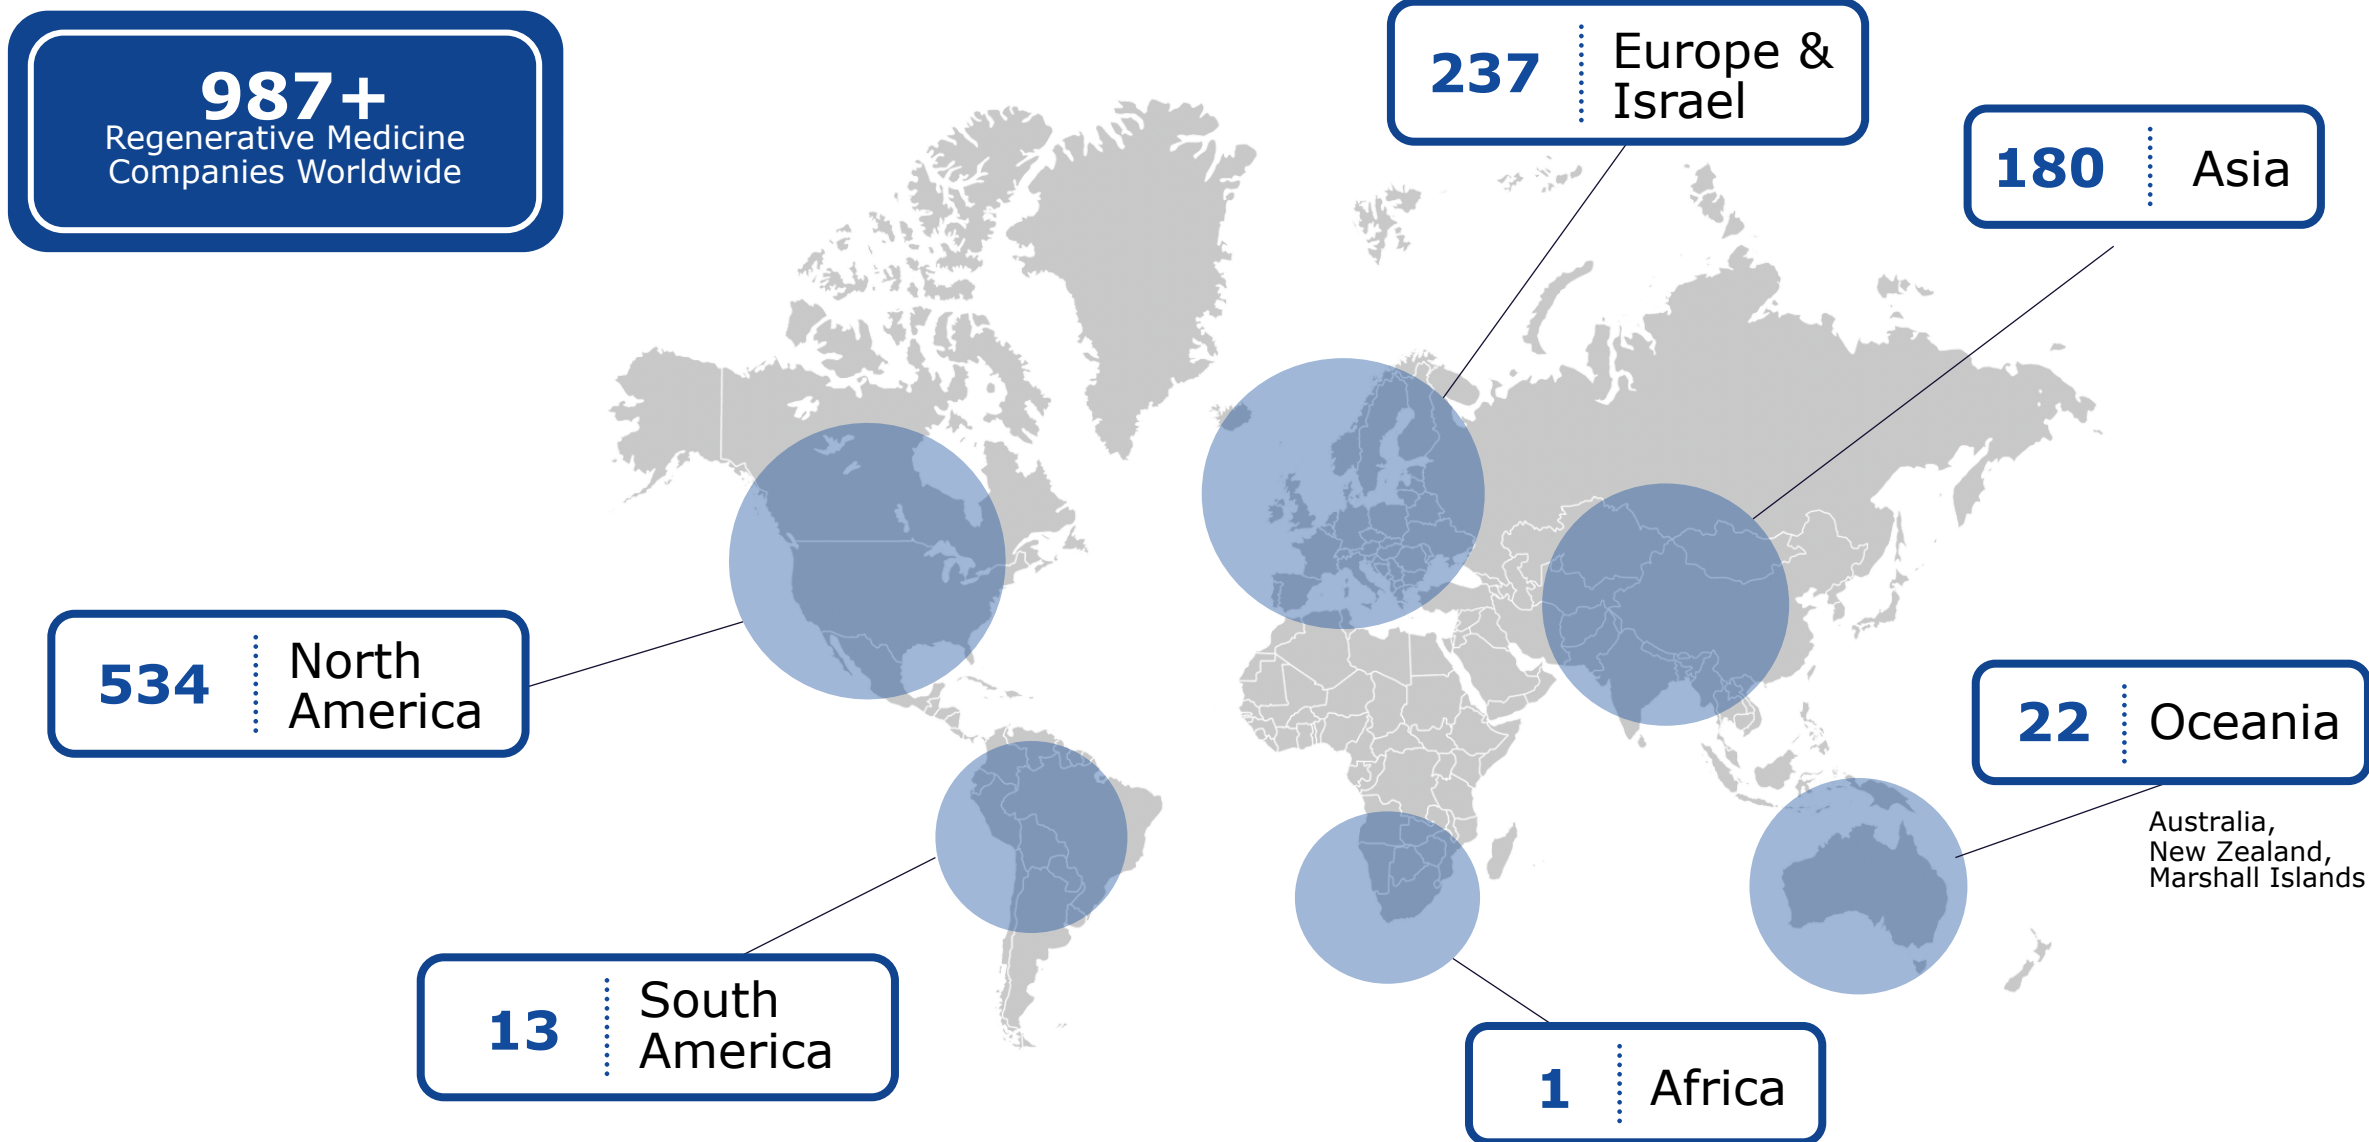 987+
Regenerative Medicine
Companies Worldwide
237
Europe &
Israel
180
Asia
534
North
America
22
Oceania
Australia,
New Zealand,
Marshall Islands
13
South
America
1
Africa